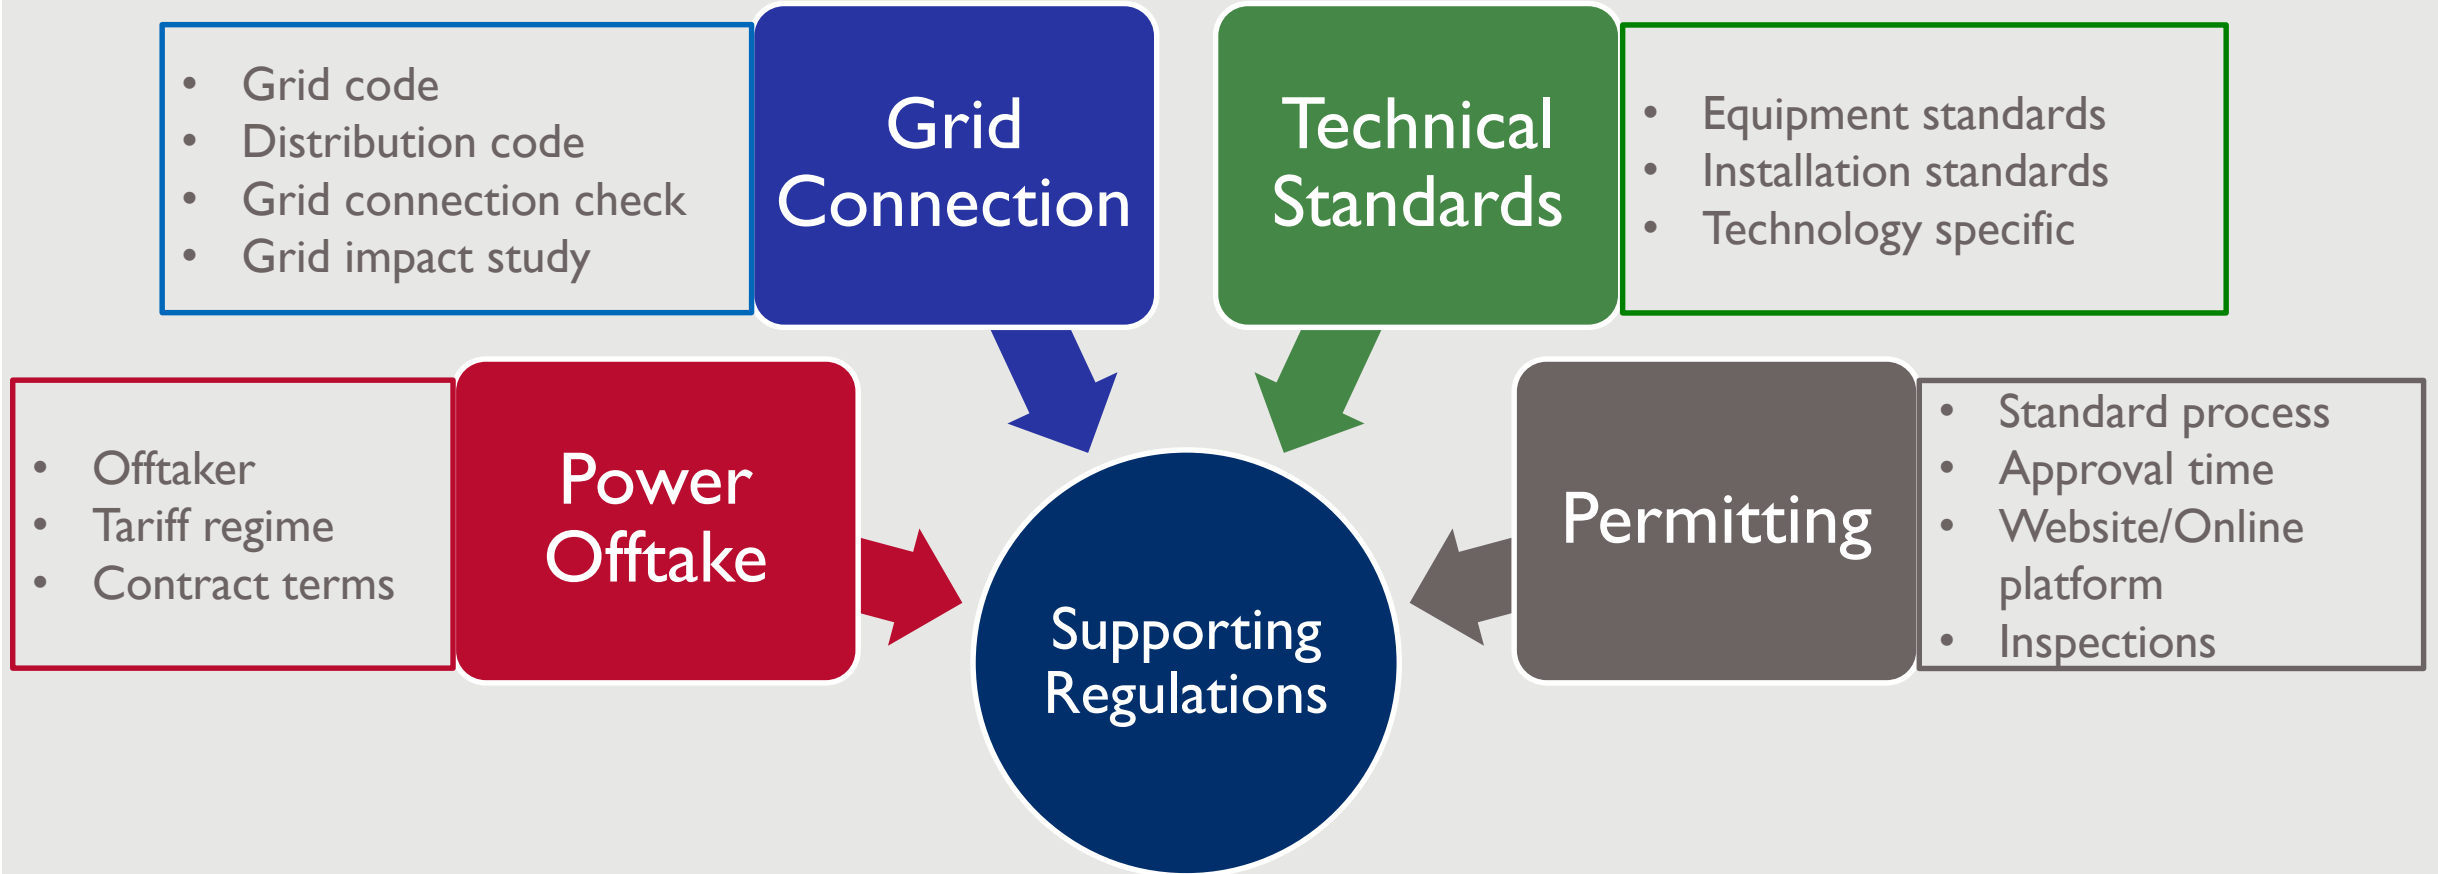 • Grid code
• Distribution code
• Grid connection check
• Grid impact study
Grid
Connection
Technical
Standards
• Equipment standards
• Installation standards
• Technology specific
• Offtaker
• Tariff regime
• Contract terms
Power
Offtake
Permitting
• Standard process
• Approval time
• Website/Online
platform
• Inspections
Supporting
Regulations